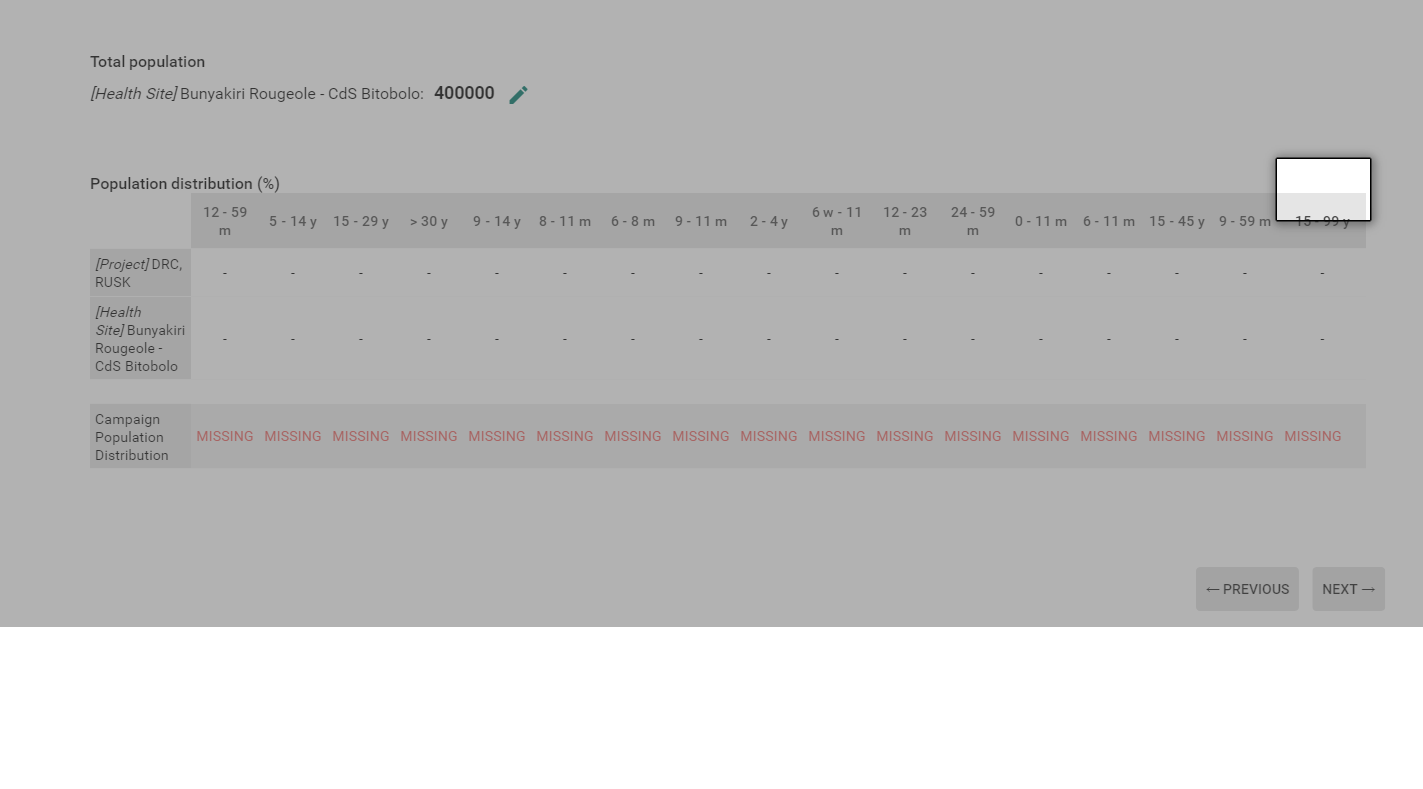 Total population
[Health Site] Bunyakiri Rougeole - CdS Bitobolo: 400000
Population distribution (%)
12 - 59 m 5 - 14 y 15 - 29 y > 30 y 9 - 14 y 8 - 11 m 6 - 8 m 9 - 11 m 2 - 4 y 6 w - 11 m 12 - 23 m 24 - 59 m 0 - 11 m 6 - 11 m 15 - 45 y 9 - 59 m 15 - 99 y
[Project] DRC,
RUSK
- - - - - - - - - - - - - - - - -
[Health
Site] Bunyakiri
Rougeole -
CdS Bitobolo
- - - - - - - - - - - - - - - - -
Campaign
Population
Distribution
MISSING MISSING MISSING MISSING MISSING MISSING MISSING MISSING MISSING MISSING MISSING MISSING MISSING MISSING MISSING MISSING MISSING
← PREVIOUS NEXT →